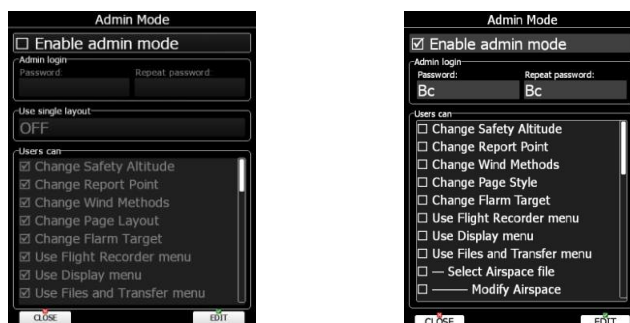 Admin Mode
Enable admin mode
Admin login
Password: Repeat password:
Use single layout
OFF
Users can
Change Safety Altitude
Change Report Point
Change Wind Methods
Change Page Layout
Change Flarm Target
Use Flight Recorder menu
Use Display menu
Use Files and Transfer menu
CLOSE EDIT
Admin Mode
Enable admin mode
Admin login
Password: Repeat password:
Bc Bc
Users can
Change Safety Altitude
Change Report Point
Change Wind Methods
Change Page Style
Change Flarm Target
Use Flight Recorder menu
Use Display menu
Use Files and Transfer menu
— Select Airspace file
——— Modify Airspace
CLOSE EDIT